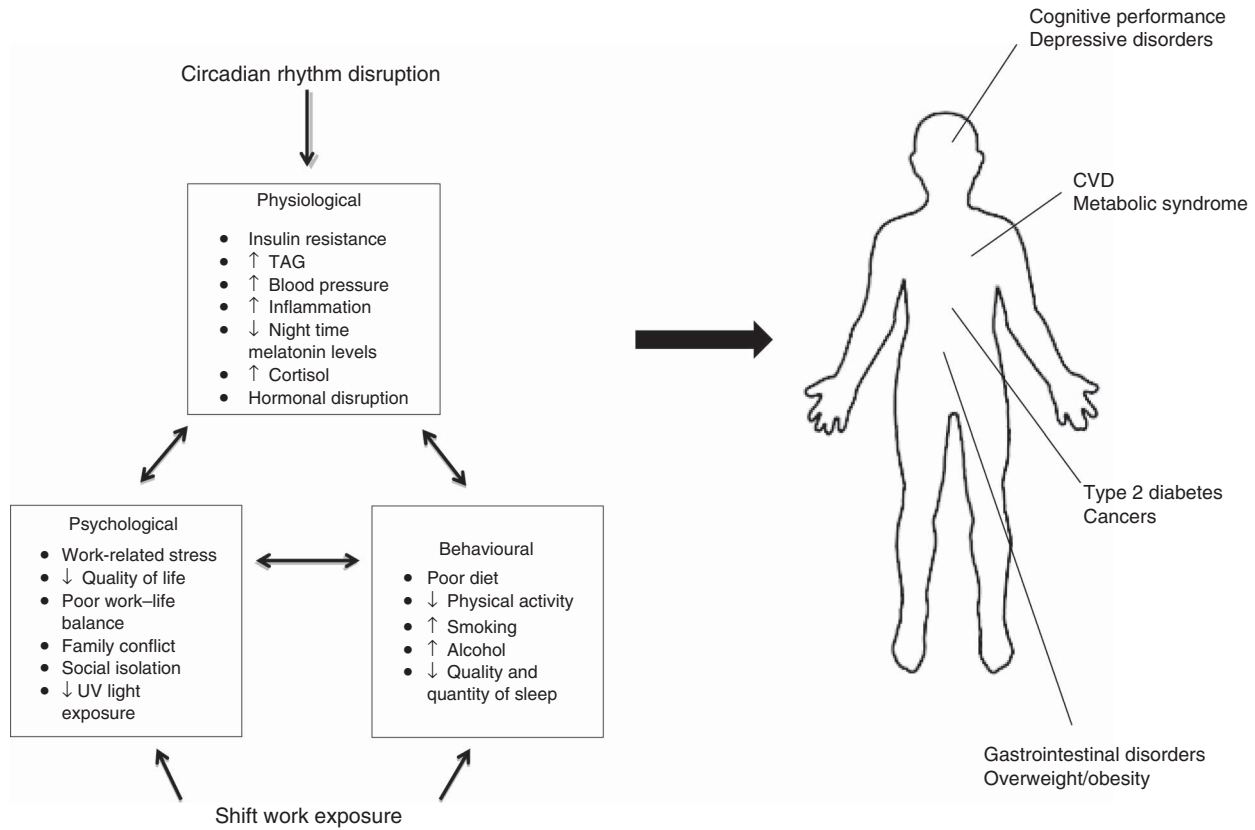 Circadian rhythm disruption
Physiological
● Insulin resistance
● ↑ TAG
● ↑ Blood pressure
● ↑ Inflammation
● ↓ Night time
melatonin levels
● ↑ Cortisol
● Hormonal disruption
Psychological
● Work-related stress
● ↓ Quality of life
● Poor work–life
balance
● Family conflict
● Social isolation
● ↓ UV light
exposure
Behavioural
● Poor diet
● ↓ Physical activity
● ↑ Smoking
● ↑ Alcohol
● ↓ Quality and
quantity of sleep
Shift work exposure
Cognitive performance
Depressive disorders
CVD
Metabolic syndrome
Type 2 diabetes
Cancers
Gastrointestinal disorders
Overweight/obesity